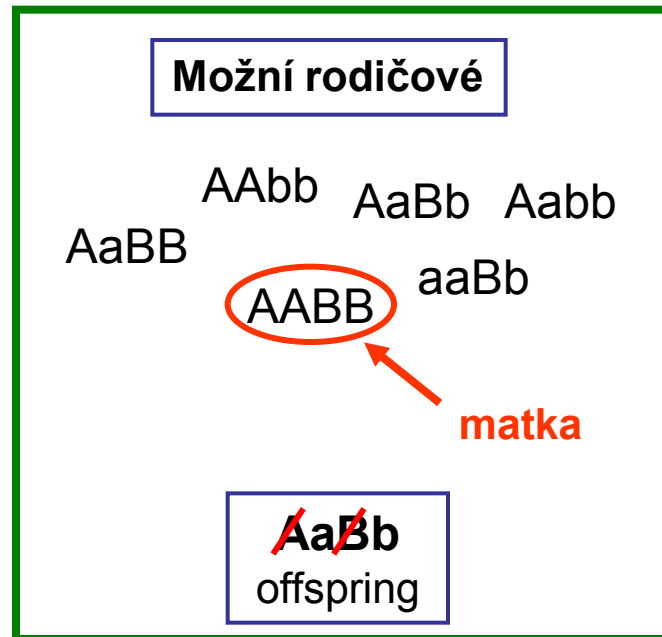 Možní rodičové
AAbb
AaBb
Aabb
AaBB
aaBb
AABB
matka
AaBb
offspring